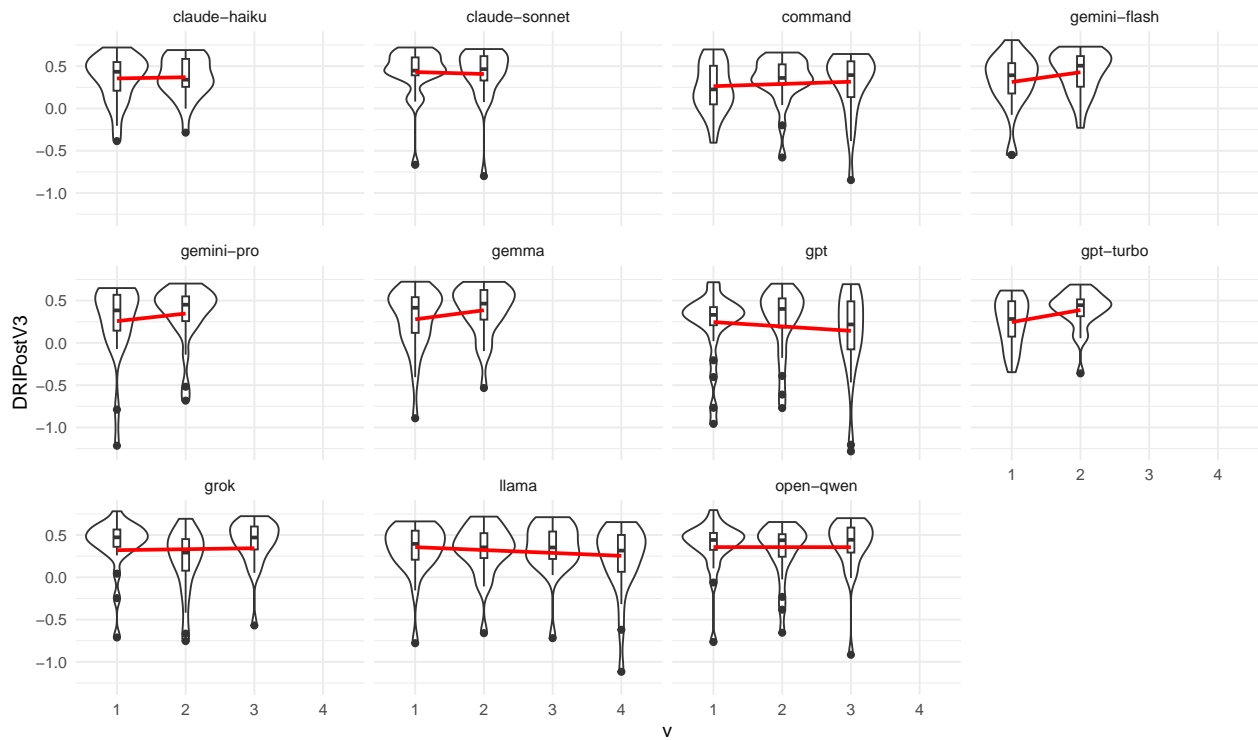 claude−haiku claude−sonnet command gemini−flash
0.5
0.0
−0.5
−1.0
gemini−pro gemma gpt gpt−turbo
0.5
0.0
−0.5
−1.0
1 2 3 4
grok llama open−qwen
0.5
0.0
−0.5
−1.0
1 2 3 4 1 2 3 4 1 2 3 4
v
DRIPostV3